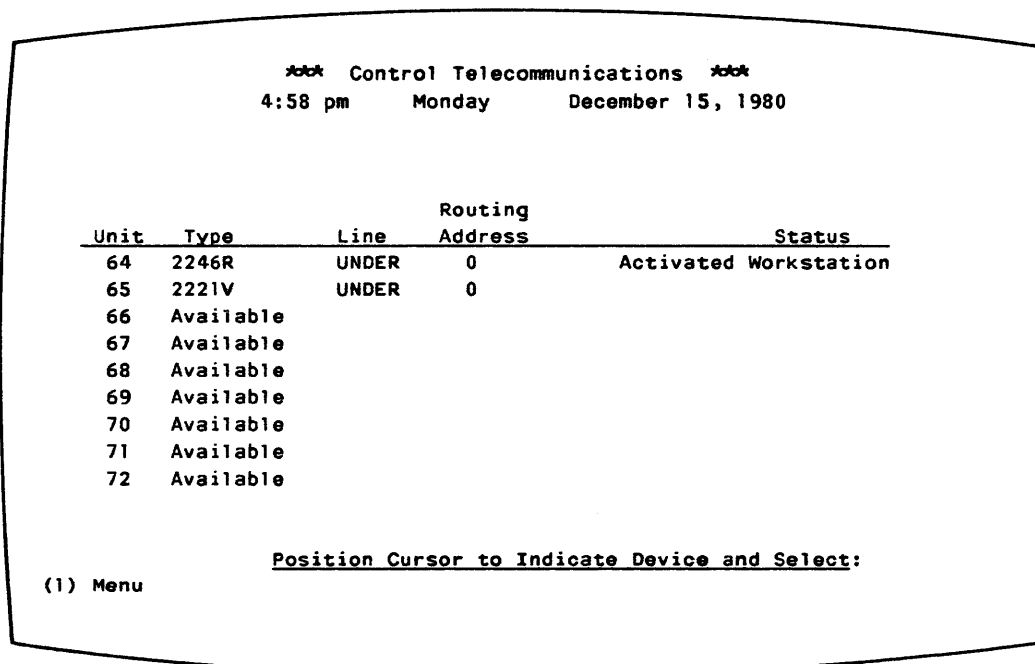 *** Control Telecommunications ***
4:58 pm Monday December 15, 1980
Routing
Unit Type Line Address Status
64 2246R UNDER 0 Activated Workstation
65 2221V UNDER 0
66 Available
67 Available
68 Available
69 Available
70 Available
71 Available
72 Available
Position Cursor to Indicate Device and Select:
(1) Menu